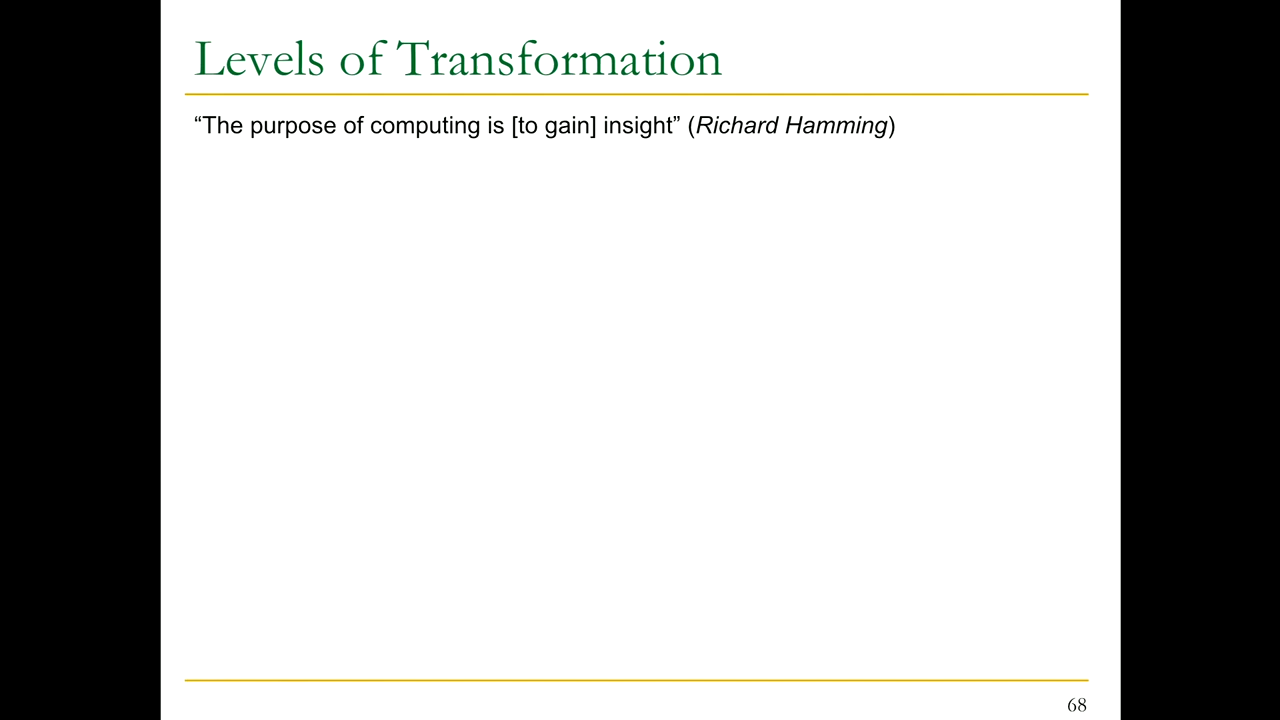 Levels of Transformation
“The purpose of computing is [to gain] insight” (Richard Hamming)
68